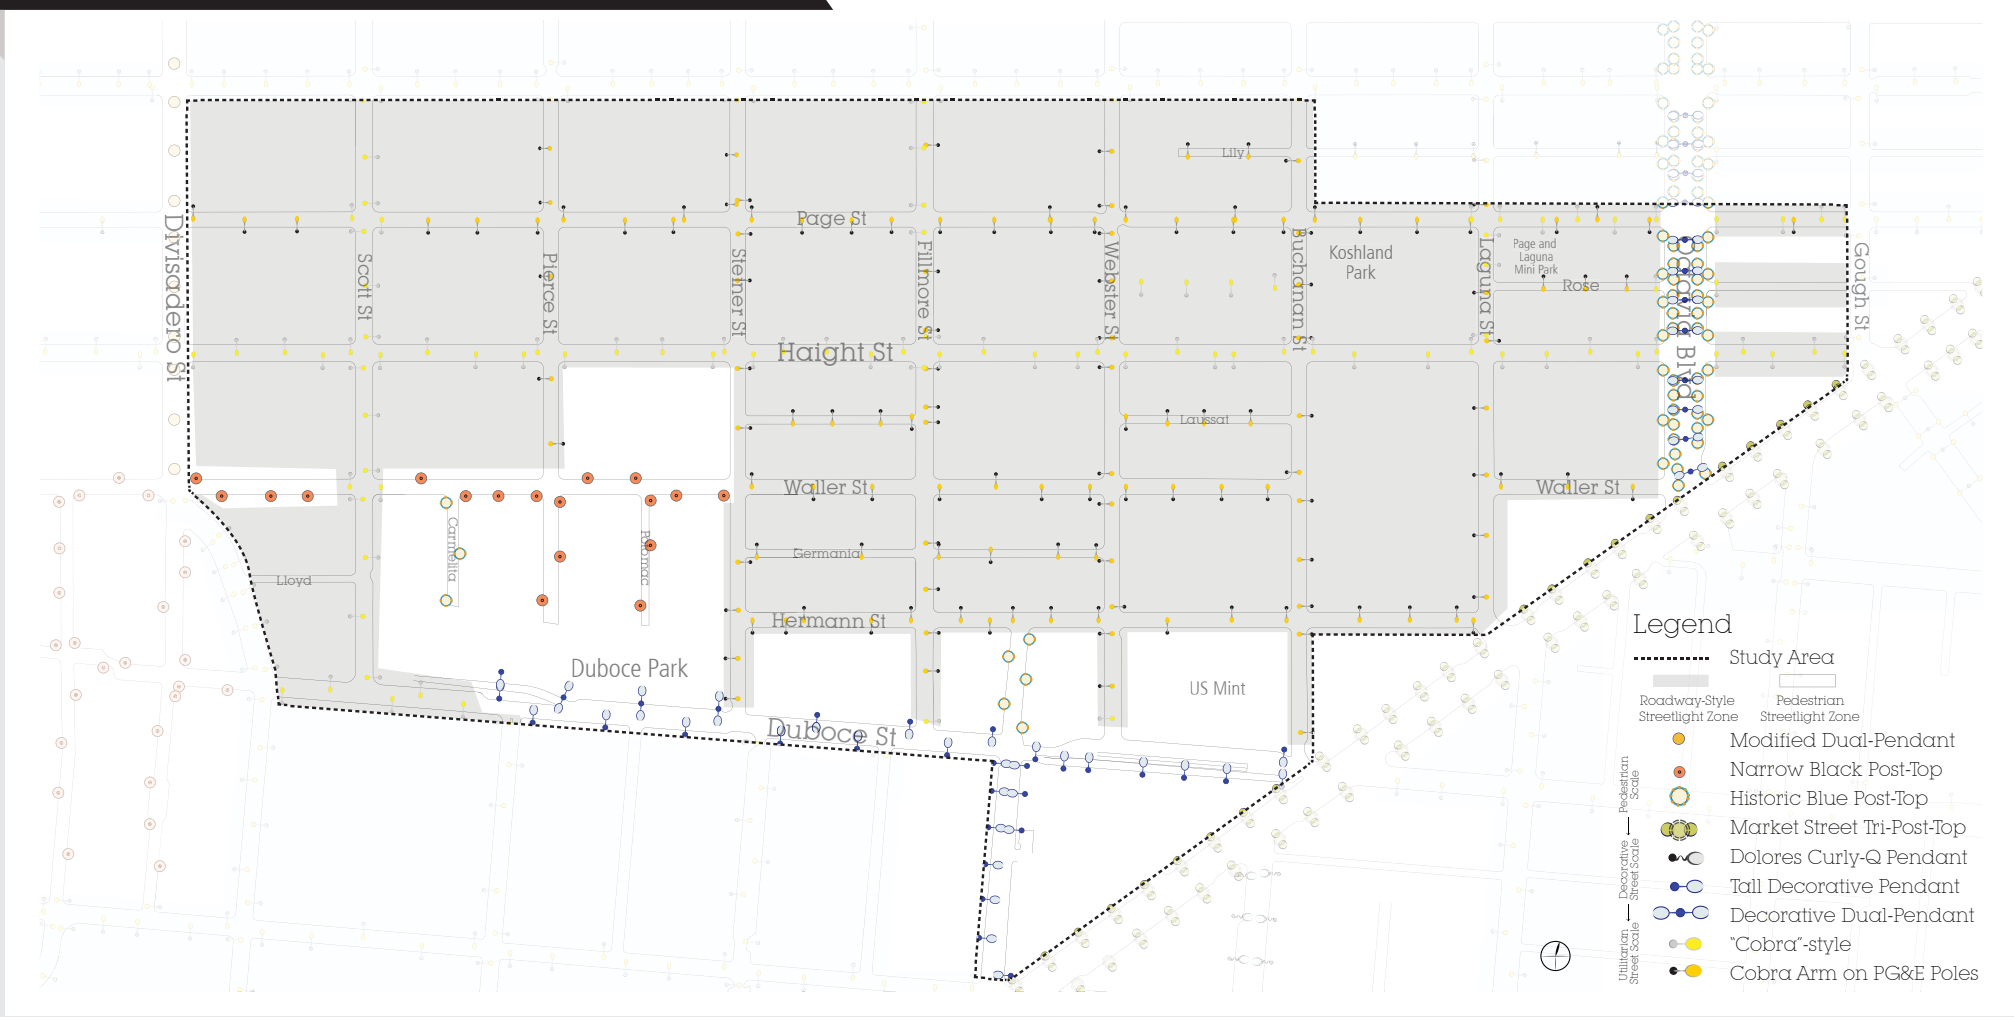 Lily
Page St
Divisadero St
Scott St
Pierce St
Steiner St
Fillmore St
Webster St
Buchanan St
Koshland
Park
Laguna St
Page and
Laguna
Mini Park
Rose
Gough St
Haight St
Laussat
Waller St
Waller St
Carmelita
Potomac
Germania
Lloyd
Hermann St
Duboce Park
US Mint
Duboce St
Legend
Study Area
Roadway-Style
Streetlight Zone
Pedestrian
Streetlight Zone
Pedestrian
Scale
Decorative
Street Scale
Utilitarian
Street Scale
Modified Dual-Pendant
Narrow Black Post-Top
Historic Blue Post-Top
Market Street Tri-Post-Top
Dolores Curly-Q Pendant
Tall Decorative Pendant
Decorative Dual-Pendant
"Cobra"-style
Cobra Arm on PG&E Poles